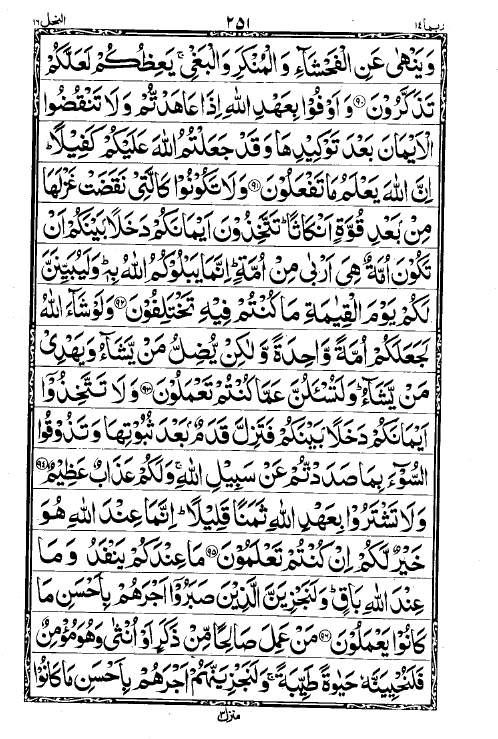 ربما ١٤ ٢٥١ النحل ١٦
وَيَنْهٰى عَنِ الْفَحْشَآءِ وَالْمُنْكَرِ وَالْبَغْيِ ۚ يَعِظُكُمْ لَعَلَّكُمْ
تَذَكَّرُوْنَ ﴿٩٠﴾ وَاَوْفُوْا بِعَهْدِ اللّٰهِ اِذَا عَاهَدْتُّمْ وَلَا تَنْقُضُوا
الْاَيْمَانَ بَعْدَ تَوْكِيْدِهَا وَقَدْ جَعَلْتُمُ اللّٰهَ عَلَيْكُمْ كَفِيْلًا ؕ
اِنَّ اللّٰهَ يَعْلَمُ مَا تَفْعَلُوْنَ ﴿٩١﴾ وَلَا تَكُوْنُوْا كَالَّتِيْ نَقَضَتْ غَزْلَهَا
مِنْۢ بَعْدِ قُوَّةٍ اَنْكَاثًا ؕ تَتَّخِذُوْنَ اَيْمَانَكُمْ دَخَلًۢا بَيْنَكُمْ اَنْ
تَكُوْنَ اُمَّةٌ هِيَ اَرْبٰى مِنْ اُمَّةٍ ؕ اِنَّمَا يَبْلُوْكُمُ اللّٰهُ بِهٖ ؕ وَلَيُبَيِّنَنَّ
لَكُمْ يَوْمَ الْقِيٰمَةِ مَا كُنْتُمْ فِيْهِ تَخْتَلِفُوْنَ ﴿٩٢﴾ وَلَوْ شَآءَ اللّٰهُ
لَجَعَلَكُمْ اُمَّةً وَّاحِدَةً وَّلٰكِنْ يُّضِلُّ مَنْ يَّشَآءُ وَيَهْدِيْ
مَنْ يَّشَآءُ ؕ وَلَتُسْـَٔلُنَّ عَمَّا كُنْتُمْ تَعْمَلُوْنَ ﴿٩٣﴾ وَلَا تَتَّخِذُوْٓا
اَيْمَانَكُمْ دَخَلًۢا بَيْنَكُمْ فَتَزِلَّ قَدَمٌۢ بَعْدَ ثُبُوْتِهَا وَتَذُوْقُوا
السُّوْٓءَ بِمَا صَدَدْتُّمْ عَنْ سَبِيْلِ اللّٰهِ ۚ وَلَكُمْ عَذَابٌ عَظِيْمٌ ﴿٩٤﴾
وَلَا تَشْتَرُوْا بِعَهْدِ اللّٰهِ ثَمَنًا قَلِيْلًا ؕ اِنَّمَا عِنْدَ اللّٰهِ هُوَ
خَيْرٌ لَّكُمْ اِنْ كُنْتُمْ تَعْلَمُوْنَ ﴿٩٥﴾ مَا عِنْدَكُمْ يَنْفَدُ وَمَا
عِنْدَ اللّٰهِ بَاقٍ ؕ وَلَنَجْزِيَنَّ الَّذِيْنَ صَبَرُوْٓا اَجْرَهُمْ بِاَحْسَنِ مَا
كَانُوْا يَعْمَلُوْنَ ﴿٩٦﴾ مَنْ عَمِلَ صَالِحًا مِّنْ ذَكَرٍ اَوْ اُنْثٰى وَهُوَ مُؤْمِنٌ
فَلَنُحْيِيَنَّهٗ حَيٰوةً طَيِّبَةً ۚ وَلَنَجْزِيَنَّهُمْ اَجْرَهُمْ بِاَحْسَنِ مَا كَانُوْا
منزل ٣